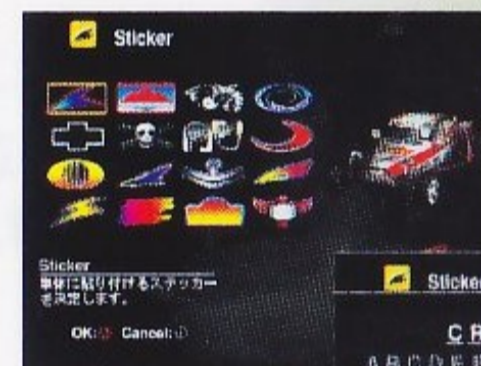 Sticker
Sticker
車体に貼り付けるステッカー
を決定します。
OK: Cancel:
Sticker
C R
A B C D E F